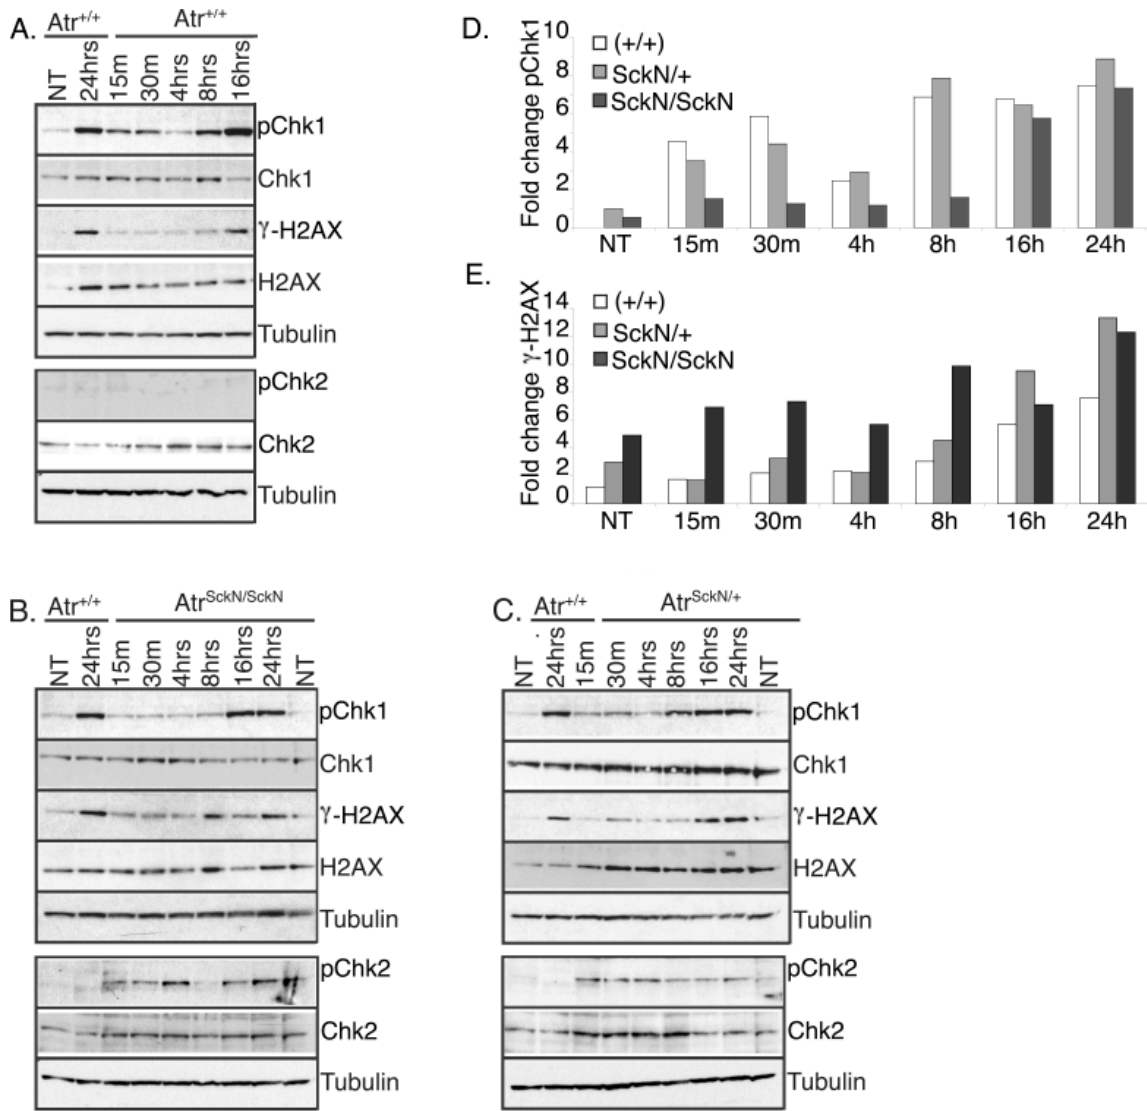 A.
Atr+/+ Atr+/+
NT 24hrs 15m 30m 4hrs 8hrs 16hrs
pChk1
Chk1
γ-H2AX
H2AX
Tubulin
pChk2
Chk2
Tubulin
D.
Fold change pChk1
10
8
6
4
2
0
(+/+)
SckN/+
SckN/SckN
NT 15m 30m 4h 8h 16h 24h
E.
Fold change γ-H2AX
14
12
10
8
6
4
2
0
(+/+)
SckN/+
SckN/SckN
NT 15m 30m 4h 8h 16h 24h
B.
Atr+/+ AtrSckN/SckN
NT 24hrs 15m 30m 4hrs 8hrs 16hrs 24hrs NT
pChk1
Chk1
γ-H2AX
H2AX
Tubulin
pChk2
Chk2
Tubulin
C.
Atr+/+ AtrSckN/+
NT 24hrs 15m 30m 4hrs 8hrs 16hrs 24hrs NT
pChk1
Chk1
γ-H2AX
H2AX
Tubulin
pChk2
Chk2
Tubulin